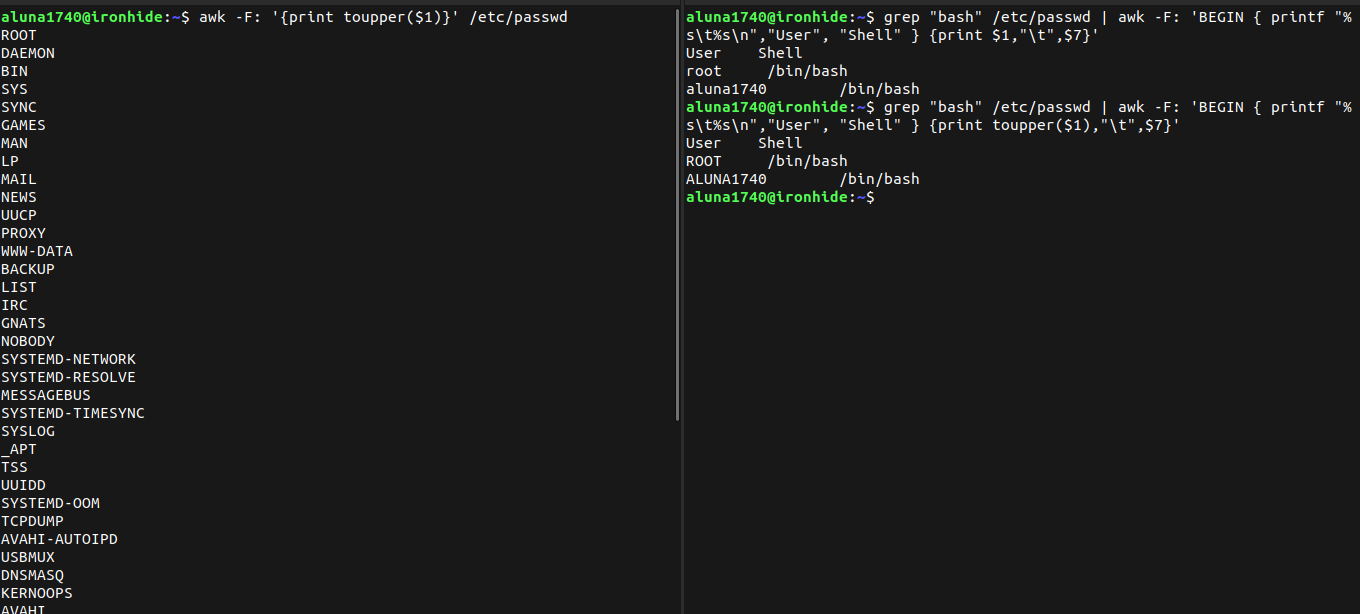 aluna1740@ironhide:~$ awk -F: '{print toupper($1)}' /etc/passwd
ROOT
DAEMON
BIN
SYS
SYNC
GAMES
MAN
LP
MAIL
NEWS
UUCP
PROXY
WWW-DATA
BACKUP
LIST
IRC
GNATS
NOBODY
SYSTEMD-NETWORK
SYSTEMD-RESOLVE
MESSAGEBUS
SYSTEMD-TIMESYNC
SYSLOG
_APT
TSS
UUIDD
SYSTEMD-OOM
TCPDUMP
AVAHI-AUTOIPD
USBMUX
DNSMASQ
KERNOOPS
AVAHI
aluna1740@ironhide:~$ grep "bash" /etc/passwd | awk -F: 'BEGIN { printf "%
s\t%s\n","User", "Shell" } {print $1,"\t",$7}'
User    Shell
root     /bin/bash
aluna1740        /bin/bash
aluna1740@ironhide:~$ grep "bash" /etc/passwd | awk -F: 'BEGIN { printf "%
s\t%s\n","User", "Shell" } {print toupper($1),"\t",$7}'
User    Shell
ROOT     /bin/bash
ALUNA1740        /bin/bash
aluna1740@ironhide:~$